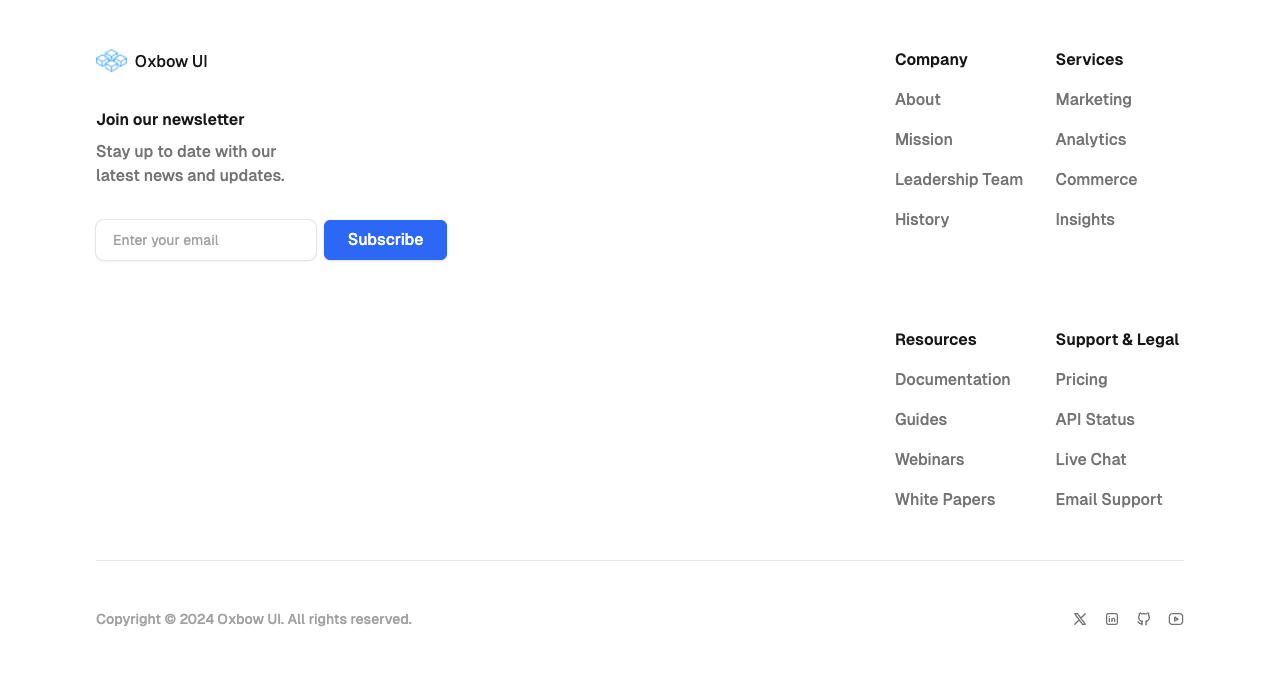 Oxbow UI
Join our newsletter
Stay up to date with our
latest news and updates.
Enter your email
Subscribe
Company
About
Mission
Leadership Team
History
Services
Marketing
Analytics
Commerce
Insights
Resources
Documentation
Guides
Webinars
White Papers
Support & Legal
Pricing
API Status
Live Chat
Email Support
Copyright © 2024 Oxbow UI. All rights reserved.